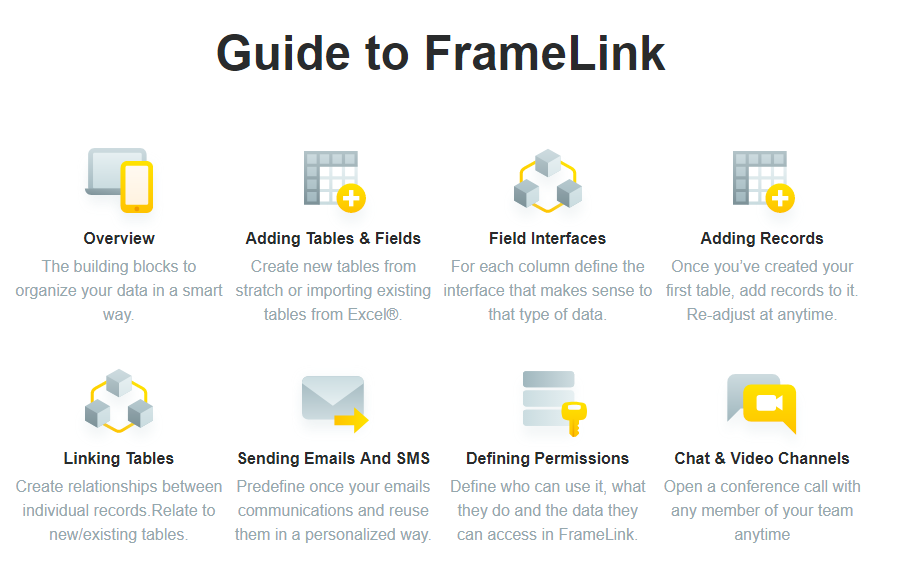 Guide to FrameLink
Overview
The building blocks to
organize your data in a smart
way.
Adding Tables & Fields
Create new tables from
stratch or importing existing
tables from Excel®.
Field Interfaces
For each column define the
interface that makes sense to
that type of data.
Adding Records
Once you’ve created your
first table, add records to it.
Re-adjust at anytime.
Linking Tables
Create relationships between
individual records.Relate to
new/existing tables.
Sending Emails And SMS
Predefine once your emails
communications and reuse
them in a personalized way.
Defining Permissions
Define who can use it, what
they do and the data they
can access in FrameLink.
Chat & Video Channels
Open a conference call with
any member of your team
anytime